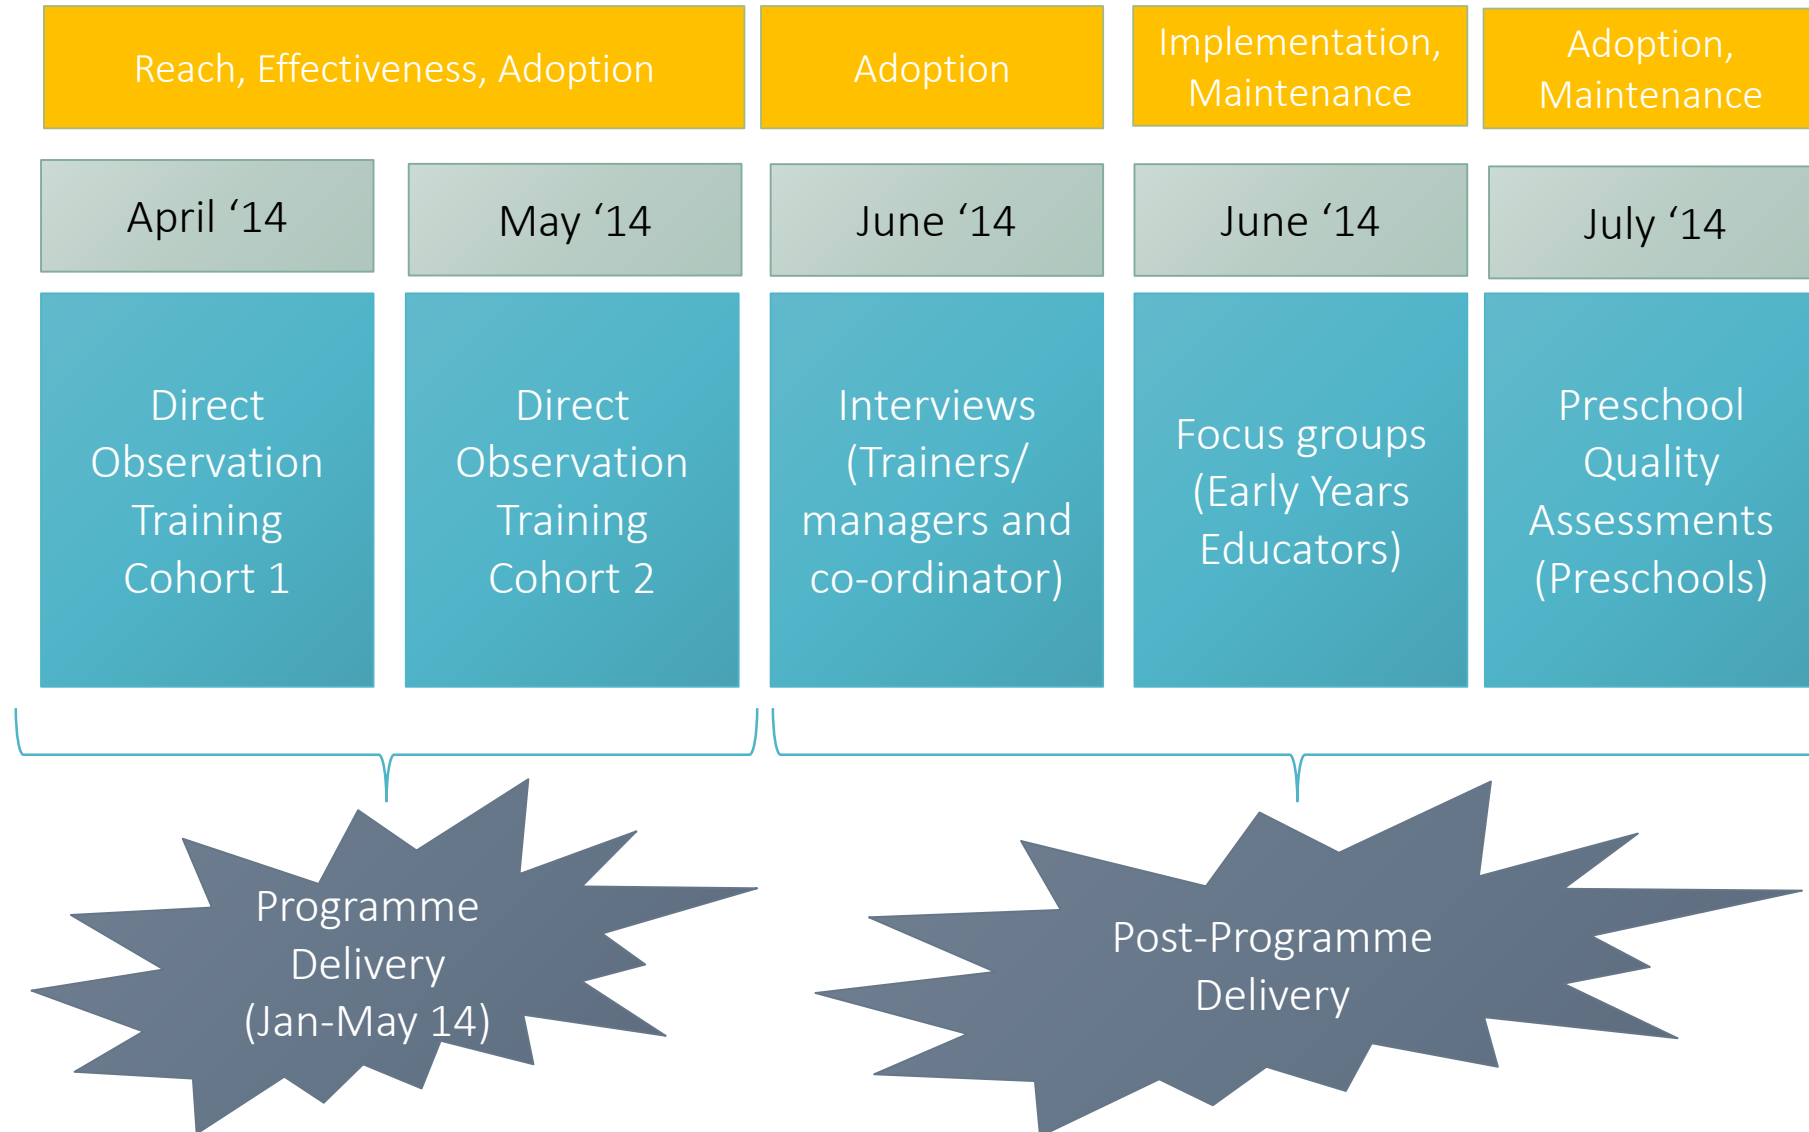 Reach, Effectiveness, Adoption
Adoption
Implementation,
Maintenance
Adoption,
Maintenance
April ‘14
May ‘14
June ‘14
June ‘14
July ‘14
Direct
Observation
Training
Cohort 1
Direct
Observation
Training
Cohort 2
Interviews
(Trainers/
managers and
co-ordinator)
Focus groups
(Early Years
Educators)
Preschool
Quality
Assessments
(Preschools)
Programme
Delivery
(Jan-May 14)
Post-Programme
Delivery